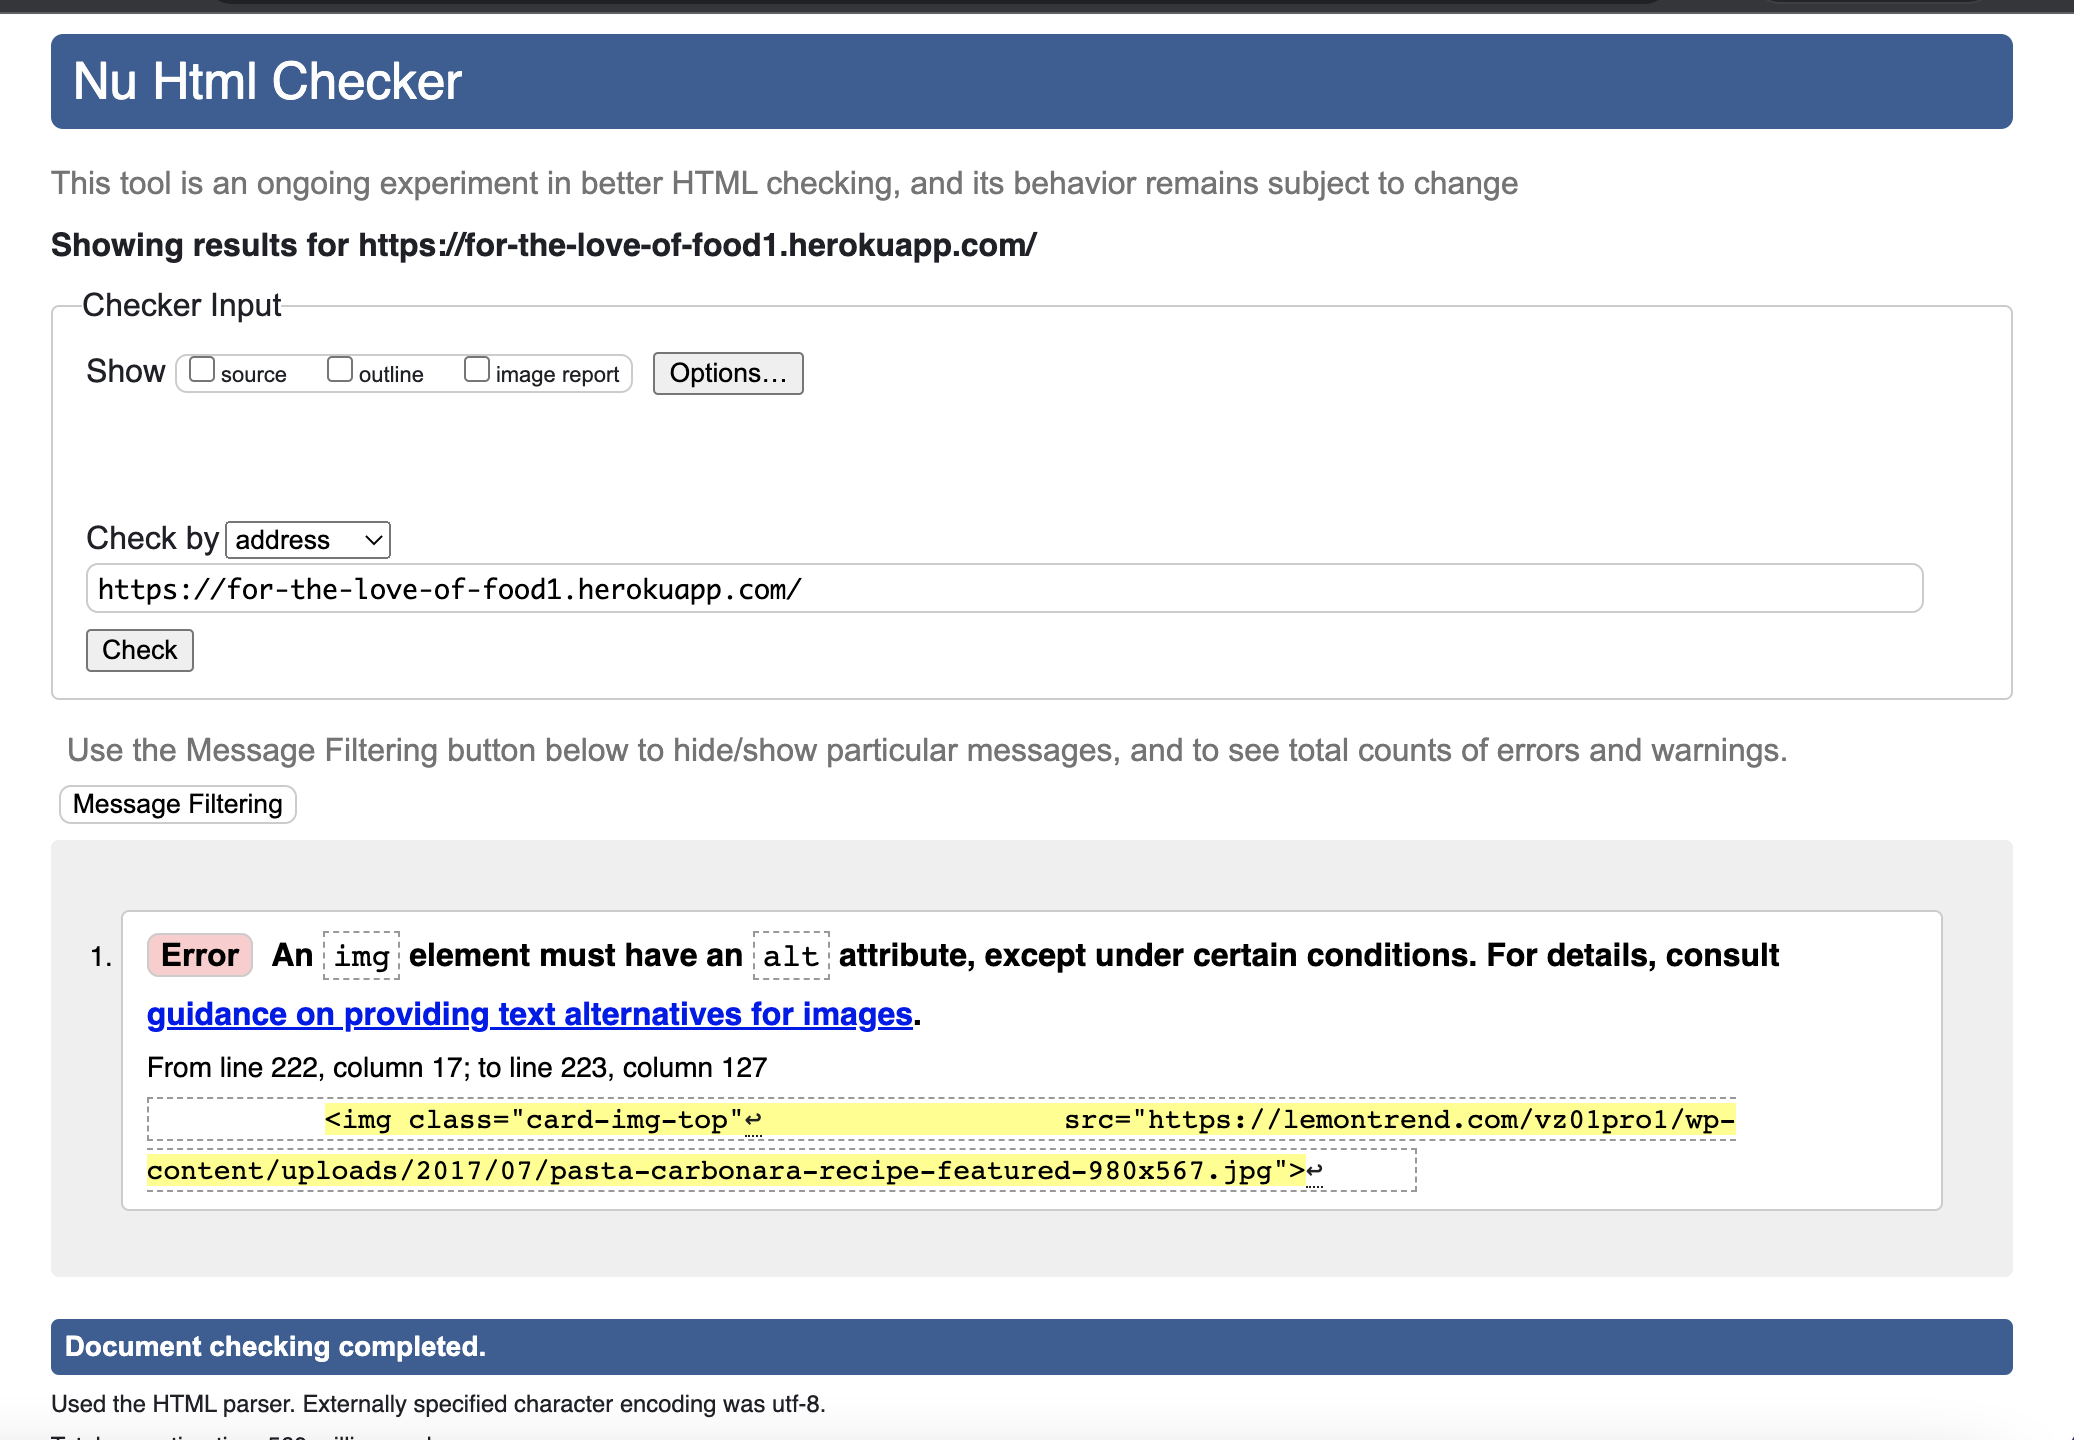 Nu Html Checker
This tool is an ongoing experiment in better HTML checking, and its behavior remains subject to change
Showing results for https://for-the-love-of-food1.herokuapp.com/
Checker Input
Show source outline image report Options...
Check by address
https://for-the-love-of-food1.herokuapp.com/
Check
Use the Message Filtering button below to hide/show particular messages, and to see total counts of errors and warnings.
Message Filtering
1. Error An img element must have an alt attribute, except under certain conditions. For details, consult
guidance on providing text alternatives for images.
From line 222, column 17; to line 223, column 127
<img class="card-img-top"↩ src="https://lemontrend.com/vz01pro1/wp-
content/uploads/2017/07/pasta-carbonara-recipe-featured-980x567.jpg">↩
Document checking completed.
Used the HTML parser. Externally specified character encoding was utf-8.